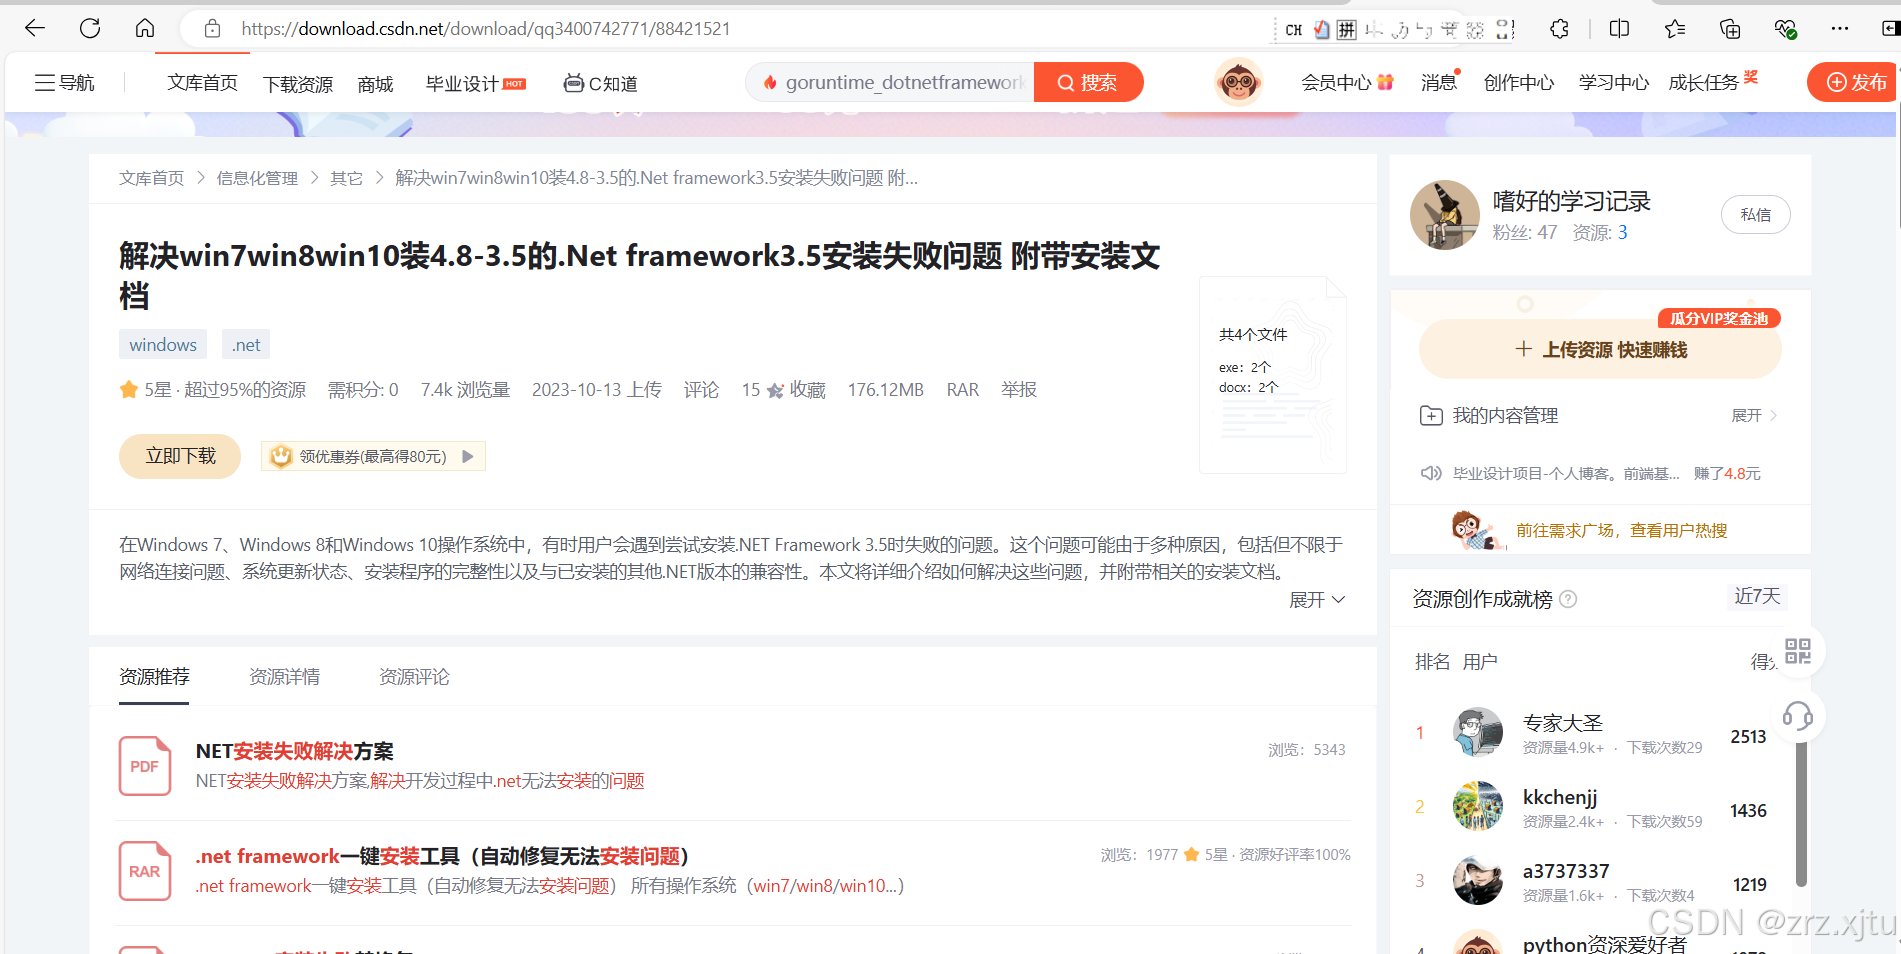 https://download.csdn.net/download/qq3400742771/88421521
CH 拼
导航 文库首页 下载资源 商城 毕业设计 HOT C知道 goruntime_dotnetframework 搜索 会员中心 消息 创作中心 学习中心 成长任务 奖 发布
文库首页 > 信息化管理 > 其它 > 解决win7win8win10装4.8-3.5的.Net framework3.5安装失败问题 附...
解决win7win8win10装4.8-3.5的.Net framework3.5安装失败问题 附带安装文
档
windows .net
5星 · 超过95%的资源 需积分: 0 7.4k 浏览量 2023-10-13 上传 评论 15 收藏 176.12MB RAR 举报
立即下载 领优惠券(最高得80元)
共4个文件
exe: 2个
docx: 2个
在Windows 7、Windows 8和Windows 10操作系统中，有时用户会遇到尝试安装.NET Framework 3.5时失败的问题。这个问题可能由于多种原因，包括但不限于
网络连接问题、系统更新状态、安装程序的完整性以及与已安装的其他.NET版本的兼容性。本文将详细介绍如何解决这些问题，并附带相关的安装文档。
展开
资源推荐 资源详情 资源评论
PDF
NET安装失败解决方案 浏览：5343
NET安装失败解决方案,解决开发过程中.net无法安装的问题
RAR
.net framework一键安装工具（自动修复无法安装问题） 浏览：1977 5星 · 资源好评率100%
.net framework一键安装工具（自动修复无法安装问题） 所有操作系统（win7/win8/win10...）
嗜好的学习记录
粉丝: 47 资源: 3
私信
瓜分VIP奖金池
上传资源 快速赚钱
我的内容管理 展开
毕业设计项目-个人博客。前端基... 赚了4.8元
前往需求广场，查看用户热搜
资源创作成就榜 近7天
排名 用户 得分
1 专家大圣 2513
资源量4.9k+ · 下载次数29
2 kkchenjj 1436
资源量2.4k+ · 下载次数59
3 a3737337 1219
资源量1.6k+ · 下载次数4
python资深爱好者
CSDN @zrz.xjtu